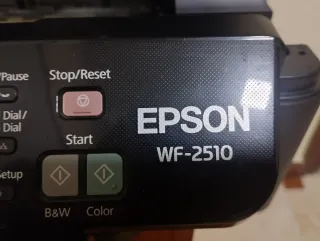 /Pause
Stop/Reset
Dial/
Dial
EPSON
WF-2510
Start
Setup
B&W
Color